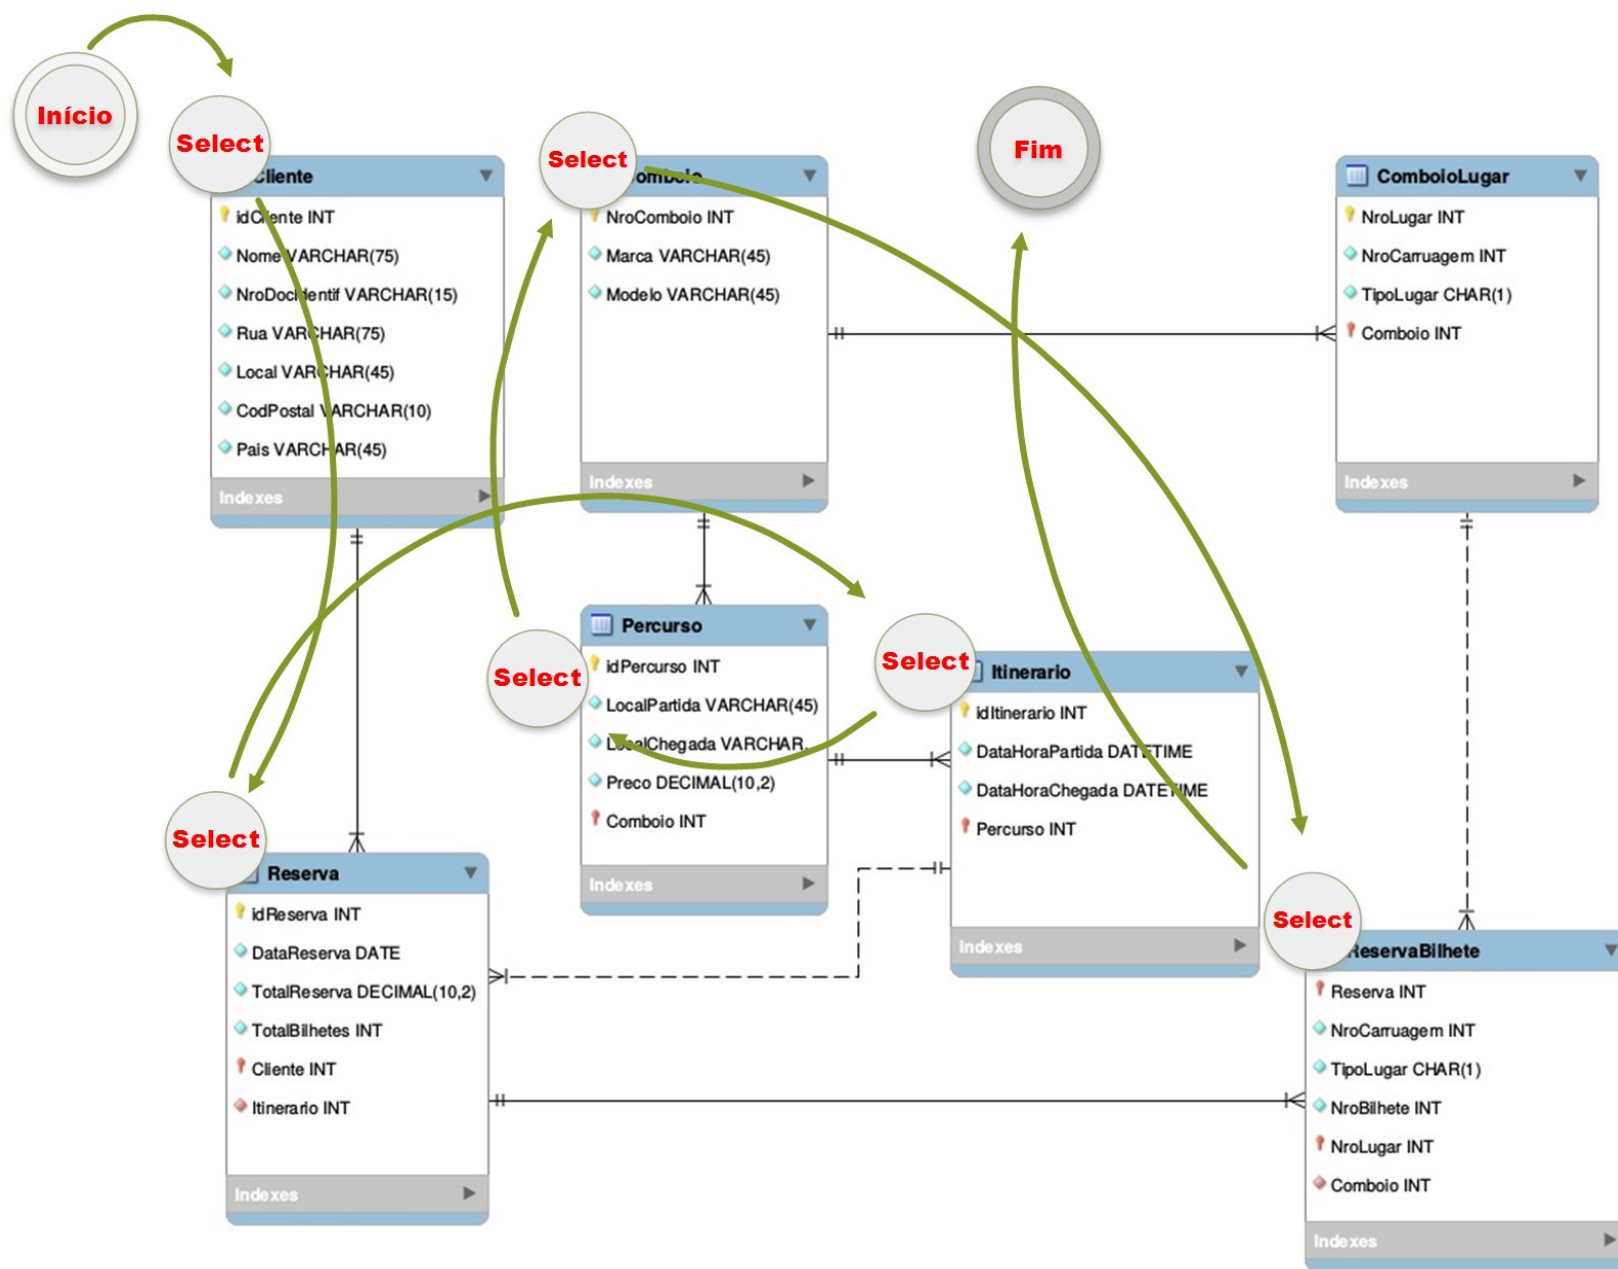 Início
Select
Cliente
idCliente INT
Nome VARCHAR(75)
NroDocIdentif VARCHAR(15)
Rua VARCHAR(75)
Local VARCHAR(45)
CodPostal VARCHAR(10)
Pais VARCHAR(45)
Indexes
Select
Comboio
NroComboio INT
Marca VARCHAR(45)
Modelo VARCHAR(45)
Indexes
Fim
ComboioLugar
NroLugar INT
NroCarruagem INT
TipoLugar CHAR(1)
Comboio INT
Indexes
Select
Percurso
idPercurso INT
LocalPartida VARCHAR(45)
LocalChegada VARCHAR...
Preco DECIMAL(10,2)
Comboio INT
Indexes
Select
Itinerario
idItinerario INT
DataHoraPartida DATETIME
DataHoraChegada DATETIME
Percurso INT
Indexes
Select
Reserva
idReserva INT
DataReserva DATE
TotalReserva DECIMAL(10,2)
TotalBilhetes INT
Cliente INT
Itinerario INT
Indexes
Select
ReservaBilhete
Reserva INT
NroCarruagem INT
TipoLugar CHAR(1)
NroBilhete INT
NroLugar INT
Comboio INT
Indexes